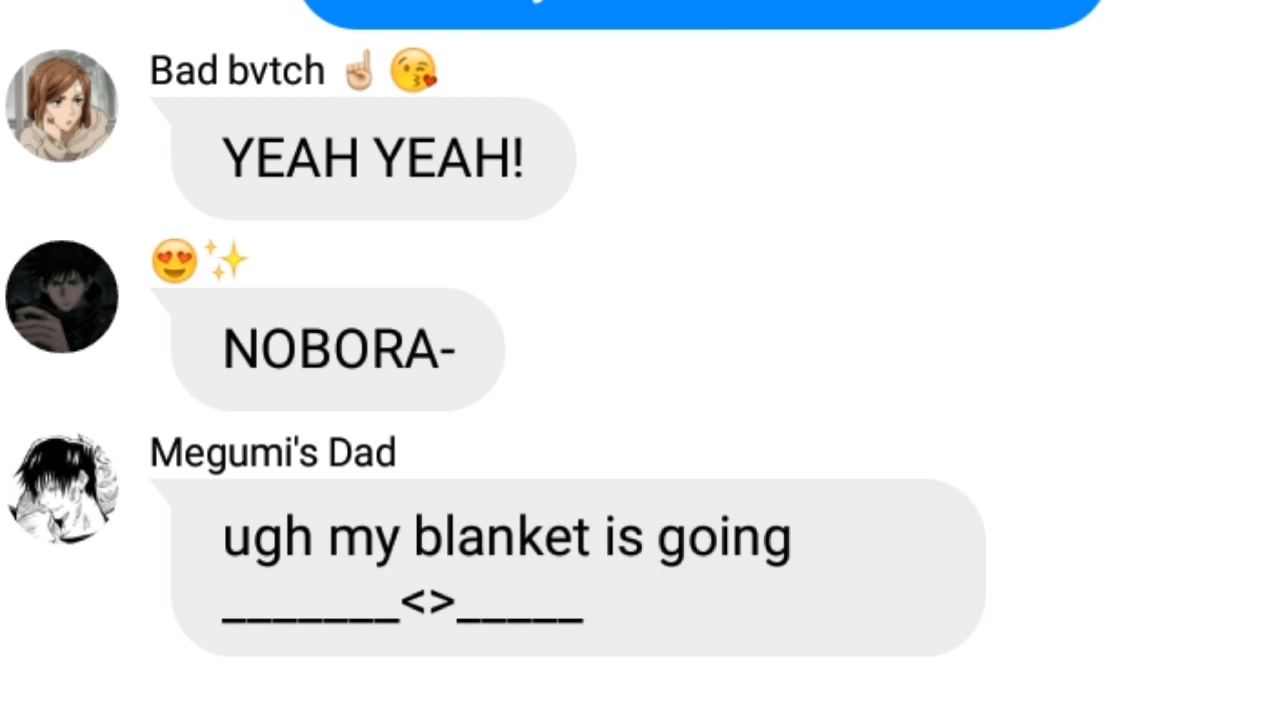 Bad bvtch ☝🏼 😘
YEAH YEAH!
😍✨
NOBORA-
Megumi's Dad
ugh my blanket is going
_______<>_____